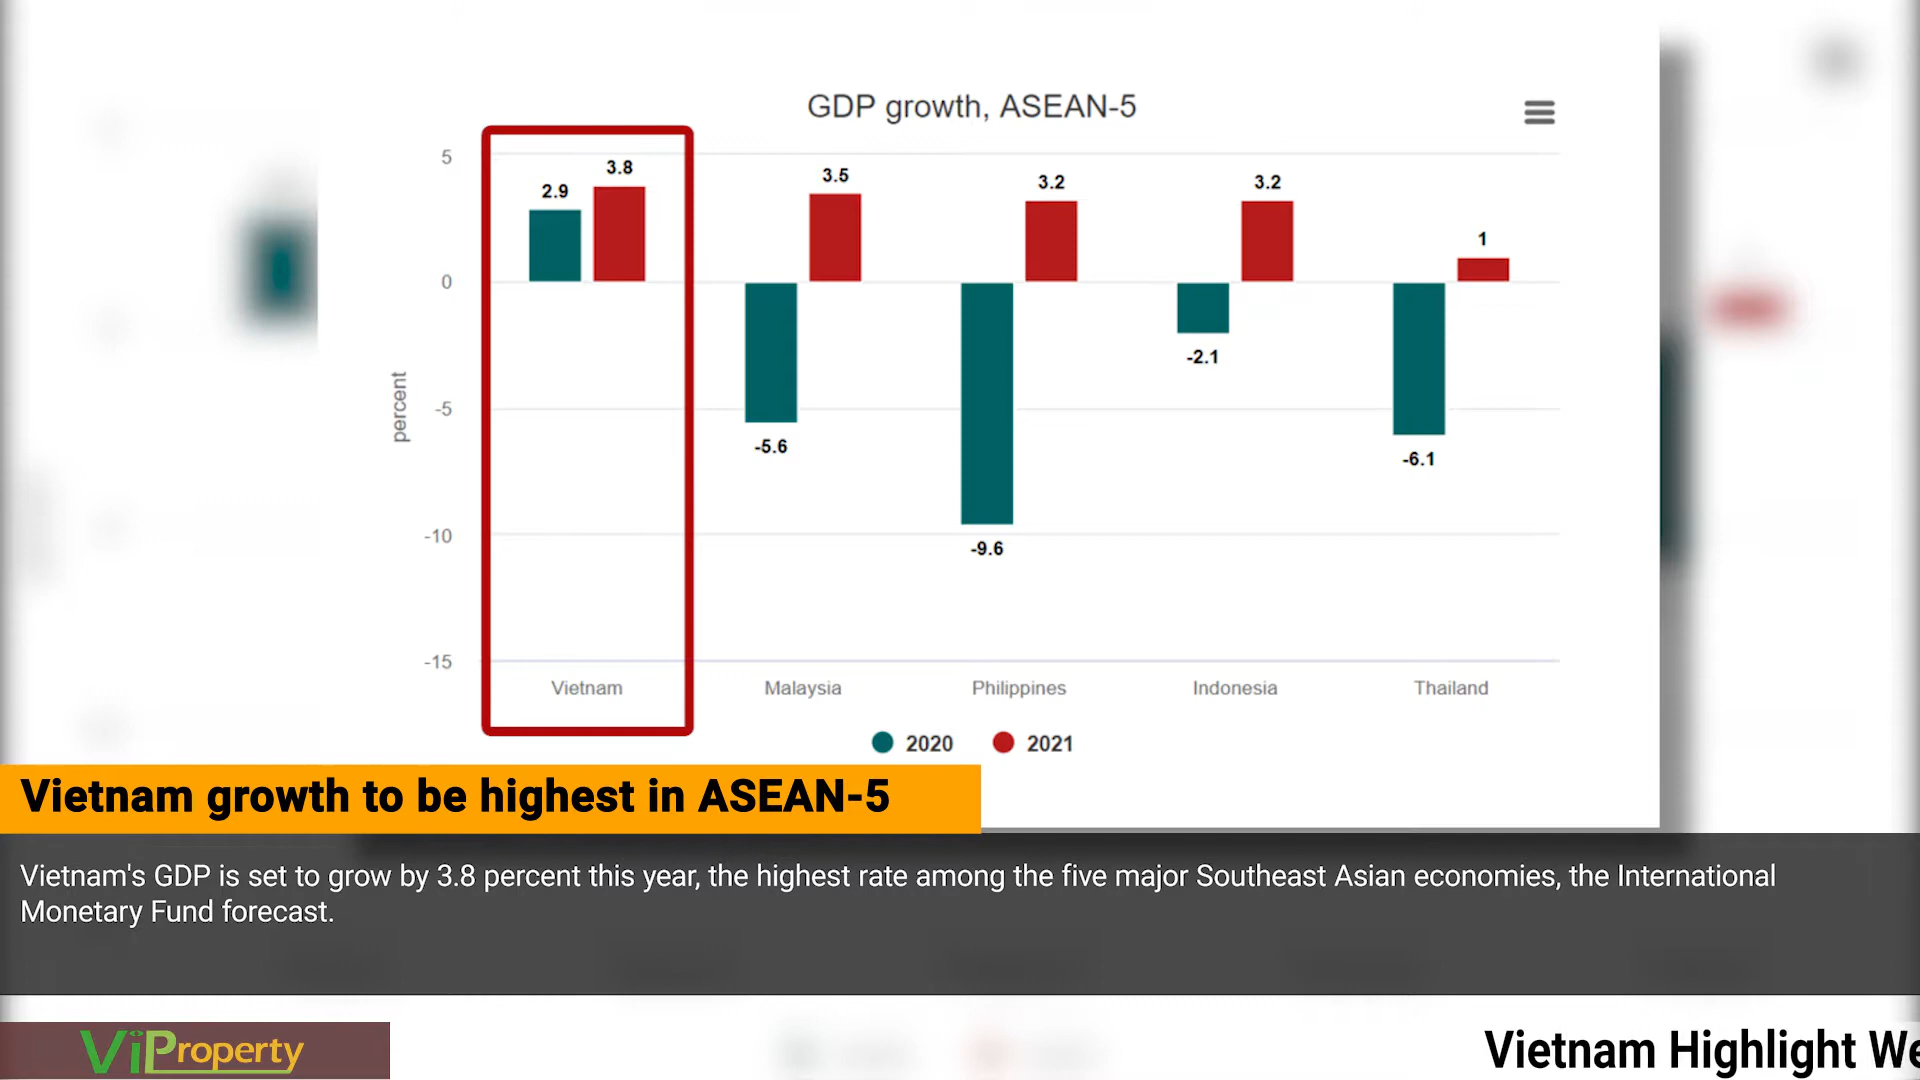 GDP growth, ASEAN-5
5
0
-5
-10
-15
percent
2.9
3.8
-5.6
3.5
-9.6
3.2
-2.1
3.2
-6.1
1
Vietnam
Malaysia
Philippines
Indonesia
Thailand
2020
2021
Vietnam growth to be highest in ASEAN-5
Vietnam's GDP is set to grow by 3.8 percent this year, the highest rate among the five major Southeast Asian economies, the International
Monetary Fund forecast.
ViProperty
Vietnam Highlight We